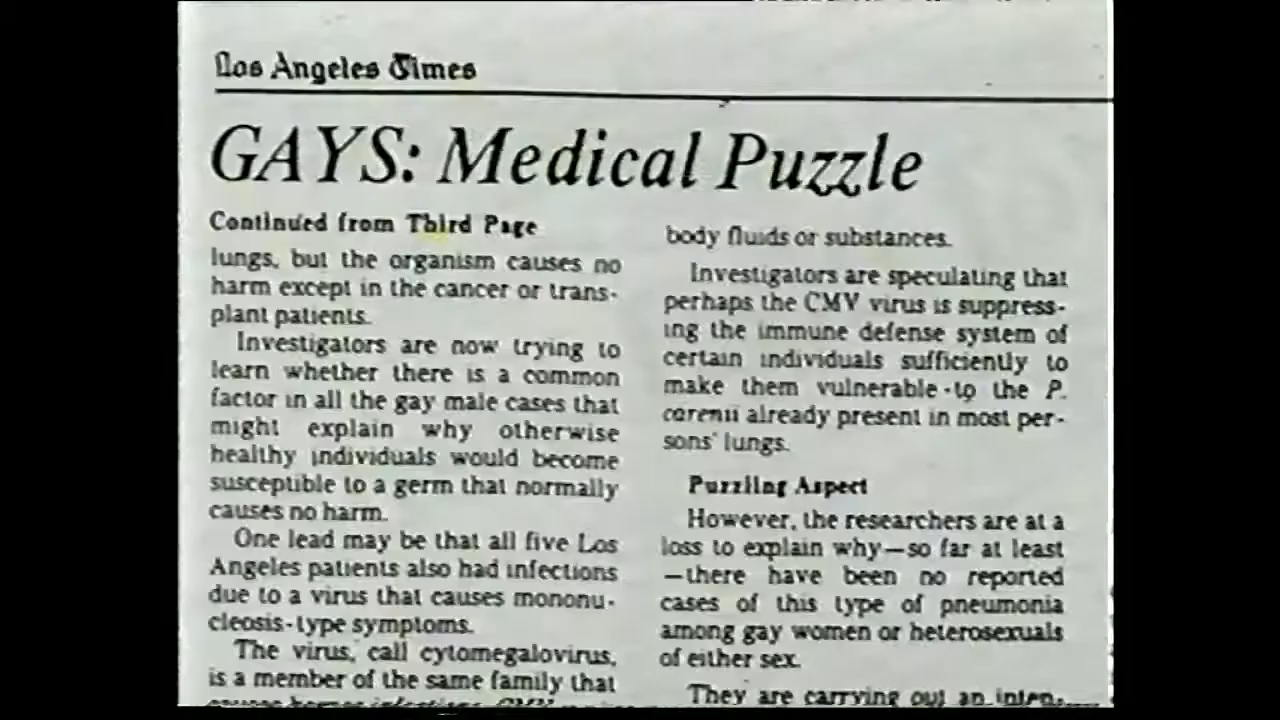 Los Angeles Times
GAYS: Medical Puzzle
Continued from Third Page
lungs, but the organism causes no
harm except in the cancer or trans-
plant patients.
Investigators are now trying to
learn whether there is a common
factor in all the gay male cases that
might explain why otherwise
healthy individuals would become
susceptible to a germ that normally
causes no harm.
One lead may be that all five Los
Angeles patients also had infections
due to a virus that causes mononu-
cleosis-type symptoms.
The virus, call cytomegalovirus,
is a member of the same family that
body fluids or substances.
Investigators are speculating that
perhaps the CMV virus is suppress-
ing the immune defense system of
certain individuals sufficiently to
make them vulnerable to the P.
carenii already present in most per-
sons' lungs.
Puzzling Aspect
However, the researchers are at a
loss to explain why—so far at least
—there have been no reported
cases of this type of pneumonia
among gay women or heterosexuals
of either sex.
They are carrying out an inten-